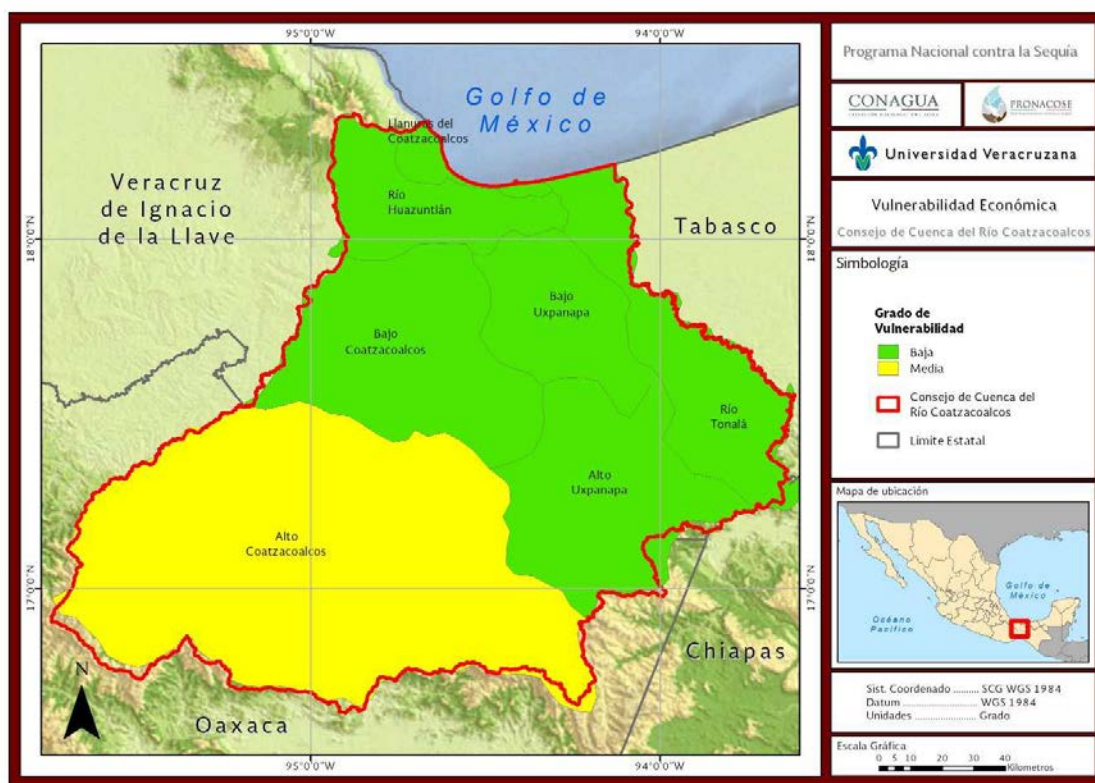 95°0'0"W
94°0'0"W
Golfo de
México
Llanuras del
Coatzacoalcos
Veracruz
de Ignacio
de la Llave
Río
Huazuntlán
Tabasco
18°0'0"N
18°0'0"N
Bajo
Uxpanapa
Bajo
Coatzacoalcos
Río
Tonalá
Alto
Uxpanapa
Alto
Coatzacoalcos
17°0'0"N
17°0'0"N
Chiapas
N
Oaxaca
95°0'0"W
94°0'0"W
Programa Nacional contra la Sequía
CONAGUA
PRONACOSE
Universidad Veracruzana
Vulnerabilidad Económica
Consejo de Cuenca del Río Coatzacoalcos
Simbología
Grado de
Vulnerabilidad
Baja
Media
Consejo de Cuenca del
Río Coatzacoalcos
Limite Estatal
Mapa de ubicación
Golfo de
México
Océano
Pacífico
Sist. Coordenado .......... SCG WGS 1984
Datum ........................ WGS 1984
Unidades ........................ Grado
Escala Gráfica
0 5 10 20 30 40
Kilometros